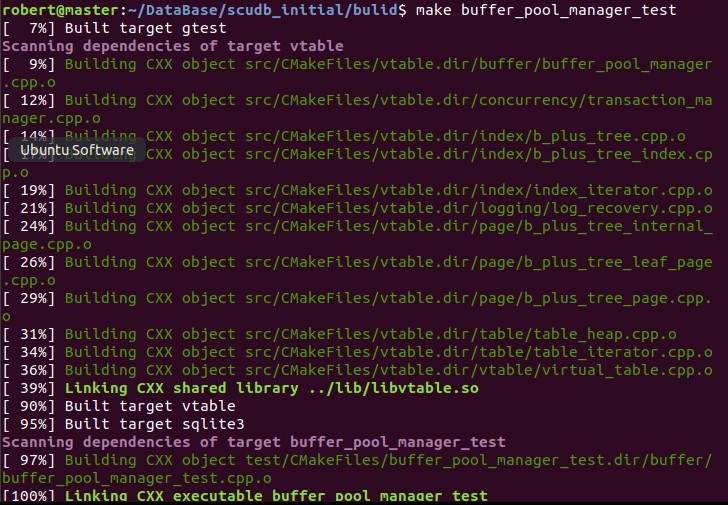 robert@master:~/DataBase/scudb_initial/bulid$ make buffer_pool_manager_test
[  7%] Built target gtest
Scanning dependencies of target vtable
[  9%] Building CXX object src/CMakeFiles/vtable.dir/buffer/buffer_pool_manager
.cpp.o
[ 12%] Building CXX object src/CMakeFiles/vtable.dir/concurrency/transaction_ma
nager.cpp.o
[ 14%] Building CXX object src/CMakeFiles/vtable.dir/index/b_plus_tree.cpp.o
[ 17%] Building CXX object src/CMakeFiles/vtable.dir/index/b_plus_tree_index.cp
Ubuntu Software
p.o
[ 19%] Building CXX object src/CMakeFiles/vtable.dir/index/index_iterator.cpp.o
[ 21%] Building CXX object src/CMakeFiles/vtable.dir/logging/log_recovery.cpp.o
[ 24%] Building CXX object src/CMakeFiles/vtable.dir/page/b_plus_tree_internal_
page.cpp.o
[ 26%] Building CXX object src/CMakeFiles/vtable.dir/page/b_plus_tree_leaf_page
.cpp.o
[ 29%] Building CXX object src/CMakeFiles/vtable.dir/page/b_plus_tree_page.cpp.
o
[ 31%] Building CXX object src/CMakeFiles/vtable.dir/table/table_heap.cpp.o
[ 34%] Building CXX object src/CMakeFiles/vtable.dir/table/table_iterator.cpp.o
[ 36%] Building CXX object src/CMakeFiles/vtable.dir/vtable/virtual_table.cpp.o
[ 39%] Linking CXX shared library ../lib/libvtable.so
[ 90%] Built target vtable
[ 95%] Built target sqlite3
Scanning dependencies of target buffer_pool_manager_test
[ 97%] Building CXX object test/CMakeFiles/buffer_pool_manager_test.dir/buffer/
buffer_pool_manager_test.cpp.o
[100%] Linking CXX executable buffer_pool_manager_test